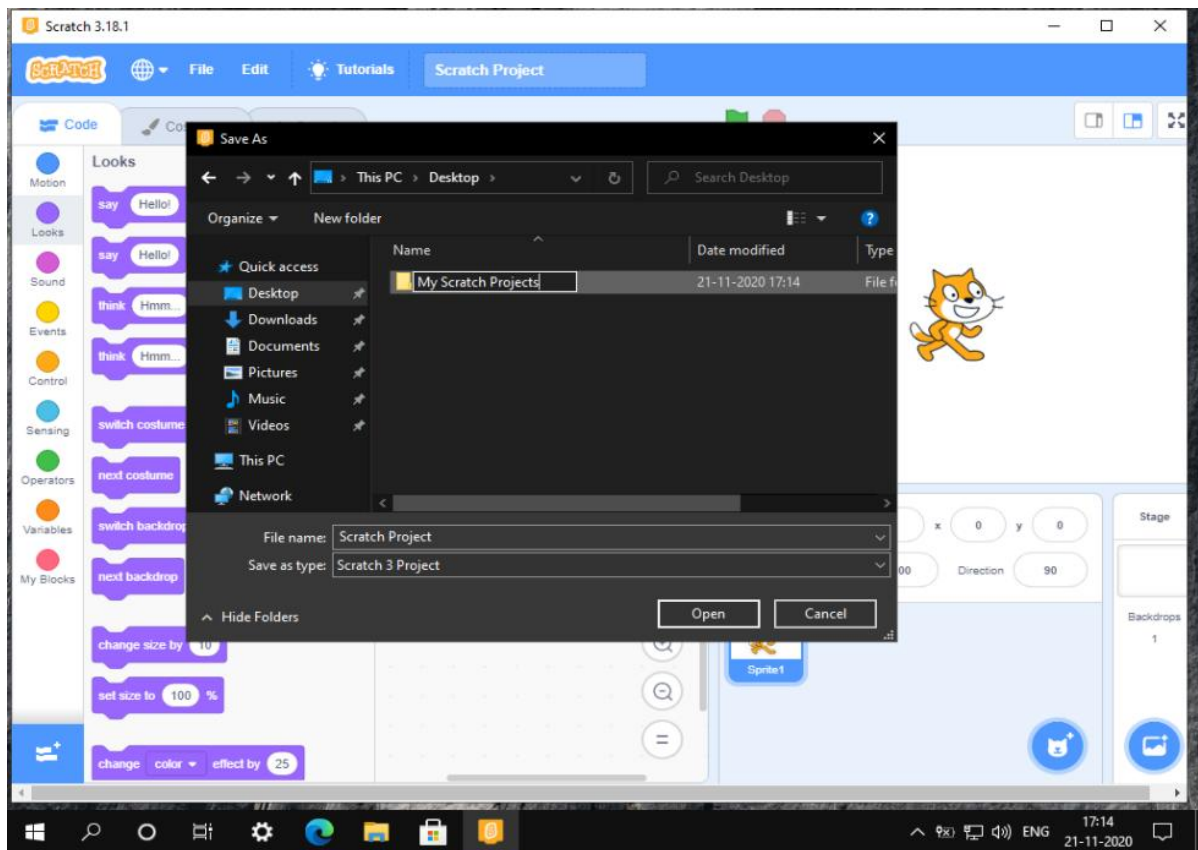 Scratch 3.18.1
SCRATCH File Edit Tutorials Scratch Project
Code
Save As
This PC > Desktop >
Search Desktop
Organize New folder
Name Date modified Type
My Scratch Projects 21-11-2020 17:14
Quick access
Desktop
Downloads
Documents
Pictures
Music
Videos
This PC
Network
File name: Scratch Project
Save as type: Scratch 3 Project
Hide Folders
Open Cancel
Motion
Looks
Sound
Events
Control
Sensing
Operators
Variables
My Blocks
Looks
say Hello!
say Hello!
think Hmm...
think Hmm...
switch costume
next costume
switch backdrop
next backdrop
change size by 10
set size to 100 %
change color effect by 25
x 0 y 0
Direction 90
Sprite1
Stage
Backdrops
1
ENG
17:14
21-11-2020